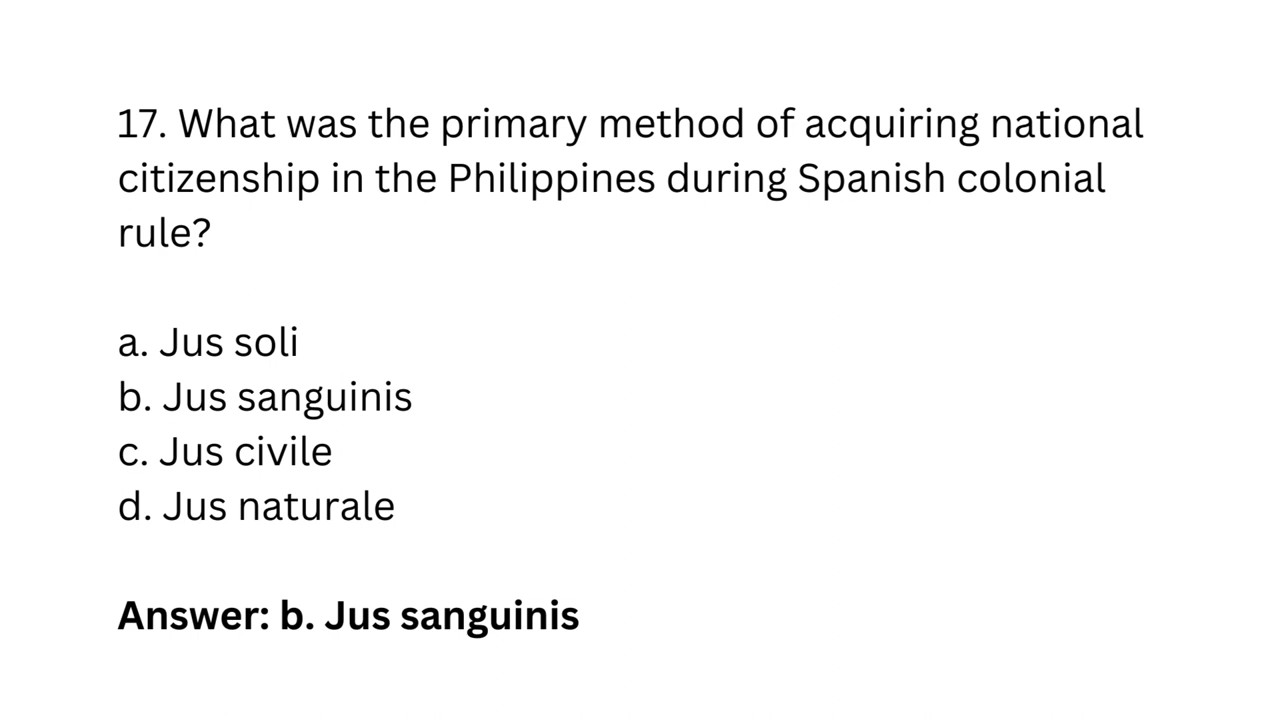 17. What was the primary method of acquiring national
citizenship in the Philippines during Spanish colonial
rule?
a. Jus soli
b. Jus sanguinis
c. Jus civile
d. Jus naturale
Answer: b. Jus sanguinis